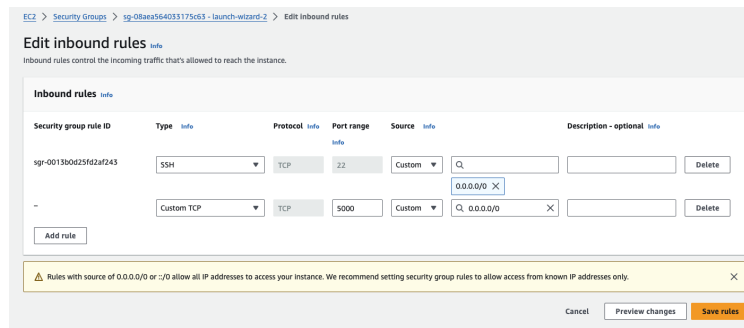 EC2 > Security Groups > sg-08aea564033175c63 - launch-wizard-2 > Edit inbound rules
Edit inbound rules Info
Inbound rules control the incoming traffic that's allowed to reach the instance.
Inbound rules Info
Security group rule ID Type Info Protocol Info Port range Info Source Info Description - optional Info
sgr-0013b0d25fd2af243 SSH TCP 22 Custom Delete
0.0.0.0/0
– Custom TCP TCP 5000 Custom 0.0.0.0/0 Delete
Add rule
Rules with source of 0.0.0.0/0 or ::/0 allow all IP addresses to access your instance. We recommend setting security group rules to allow access from known IP addresses only.
Cancel Preview changes Save rules